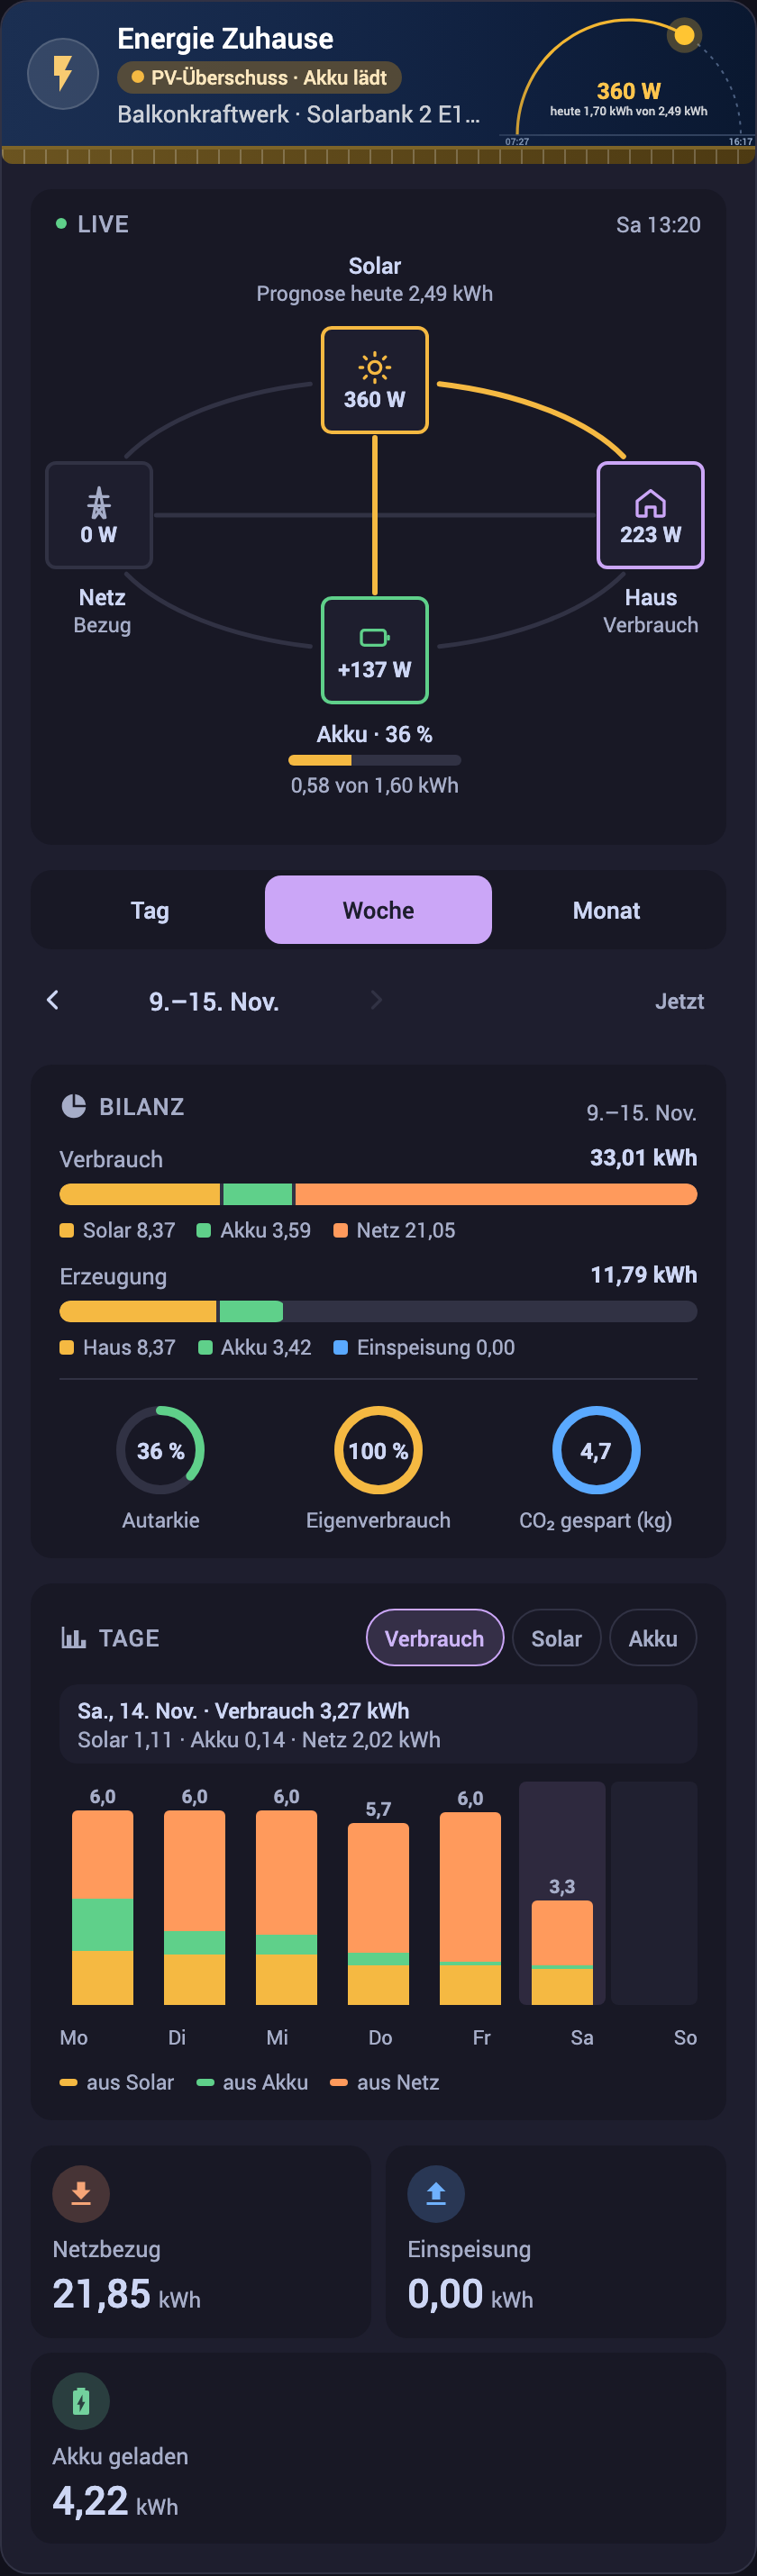 Energie Zuhause
PV-Überschuss · Akku lädt
Balkonkraftwerk · Solarbank 2 E1…
360 W
heute 1,70 kWh von 2,49 kWh
07:27
16:17
LIVE
Sa 13:20
Solar
Prognose heute 2,49 kWh
360 W
0 W
223 W
Netz
Bezug
Haus
Verbrauch
+137 W
Akku · 36 %
0,58 von 1,60 kWh
Tag
Woche
Monat
9.–15. Nov.
Jetzt
BILANZ
9.–15. Nov.
Verbrauch
33,01 kWh
Solar 8,37
Akku 3,59
Netz 21,05
Erzeugung
11,79 kWh
Haus 8,37
Akku 3,42
Einspeisung 0,00
36 %
100 %
4,7
Autarkie
Eigenverbrauch
CO₂ gespart (kg)
TAGE
Verbrauch
Solar
Akku
Sa., 14. Nov. · Verbrauch 3,27 kWh
Solar 1,11 · Akku 0,14 · Netz 2,02 kWh
6,0
6,0
6,0
5,7
6,0
3,3
Mo
Di
Mi
Do
Fr
Sa
So
aus Solar
aus Akku
aus Netz
Netzbezug
21,85 kWh
Einspeisung
0,00 kWh
Akku geladen
4,22 kWh